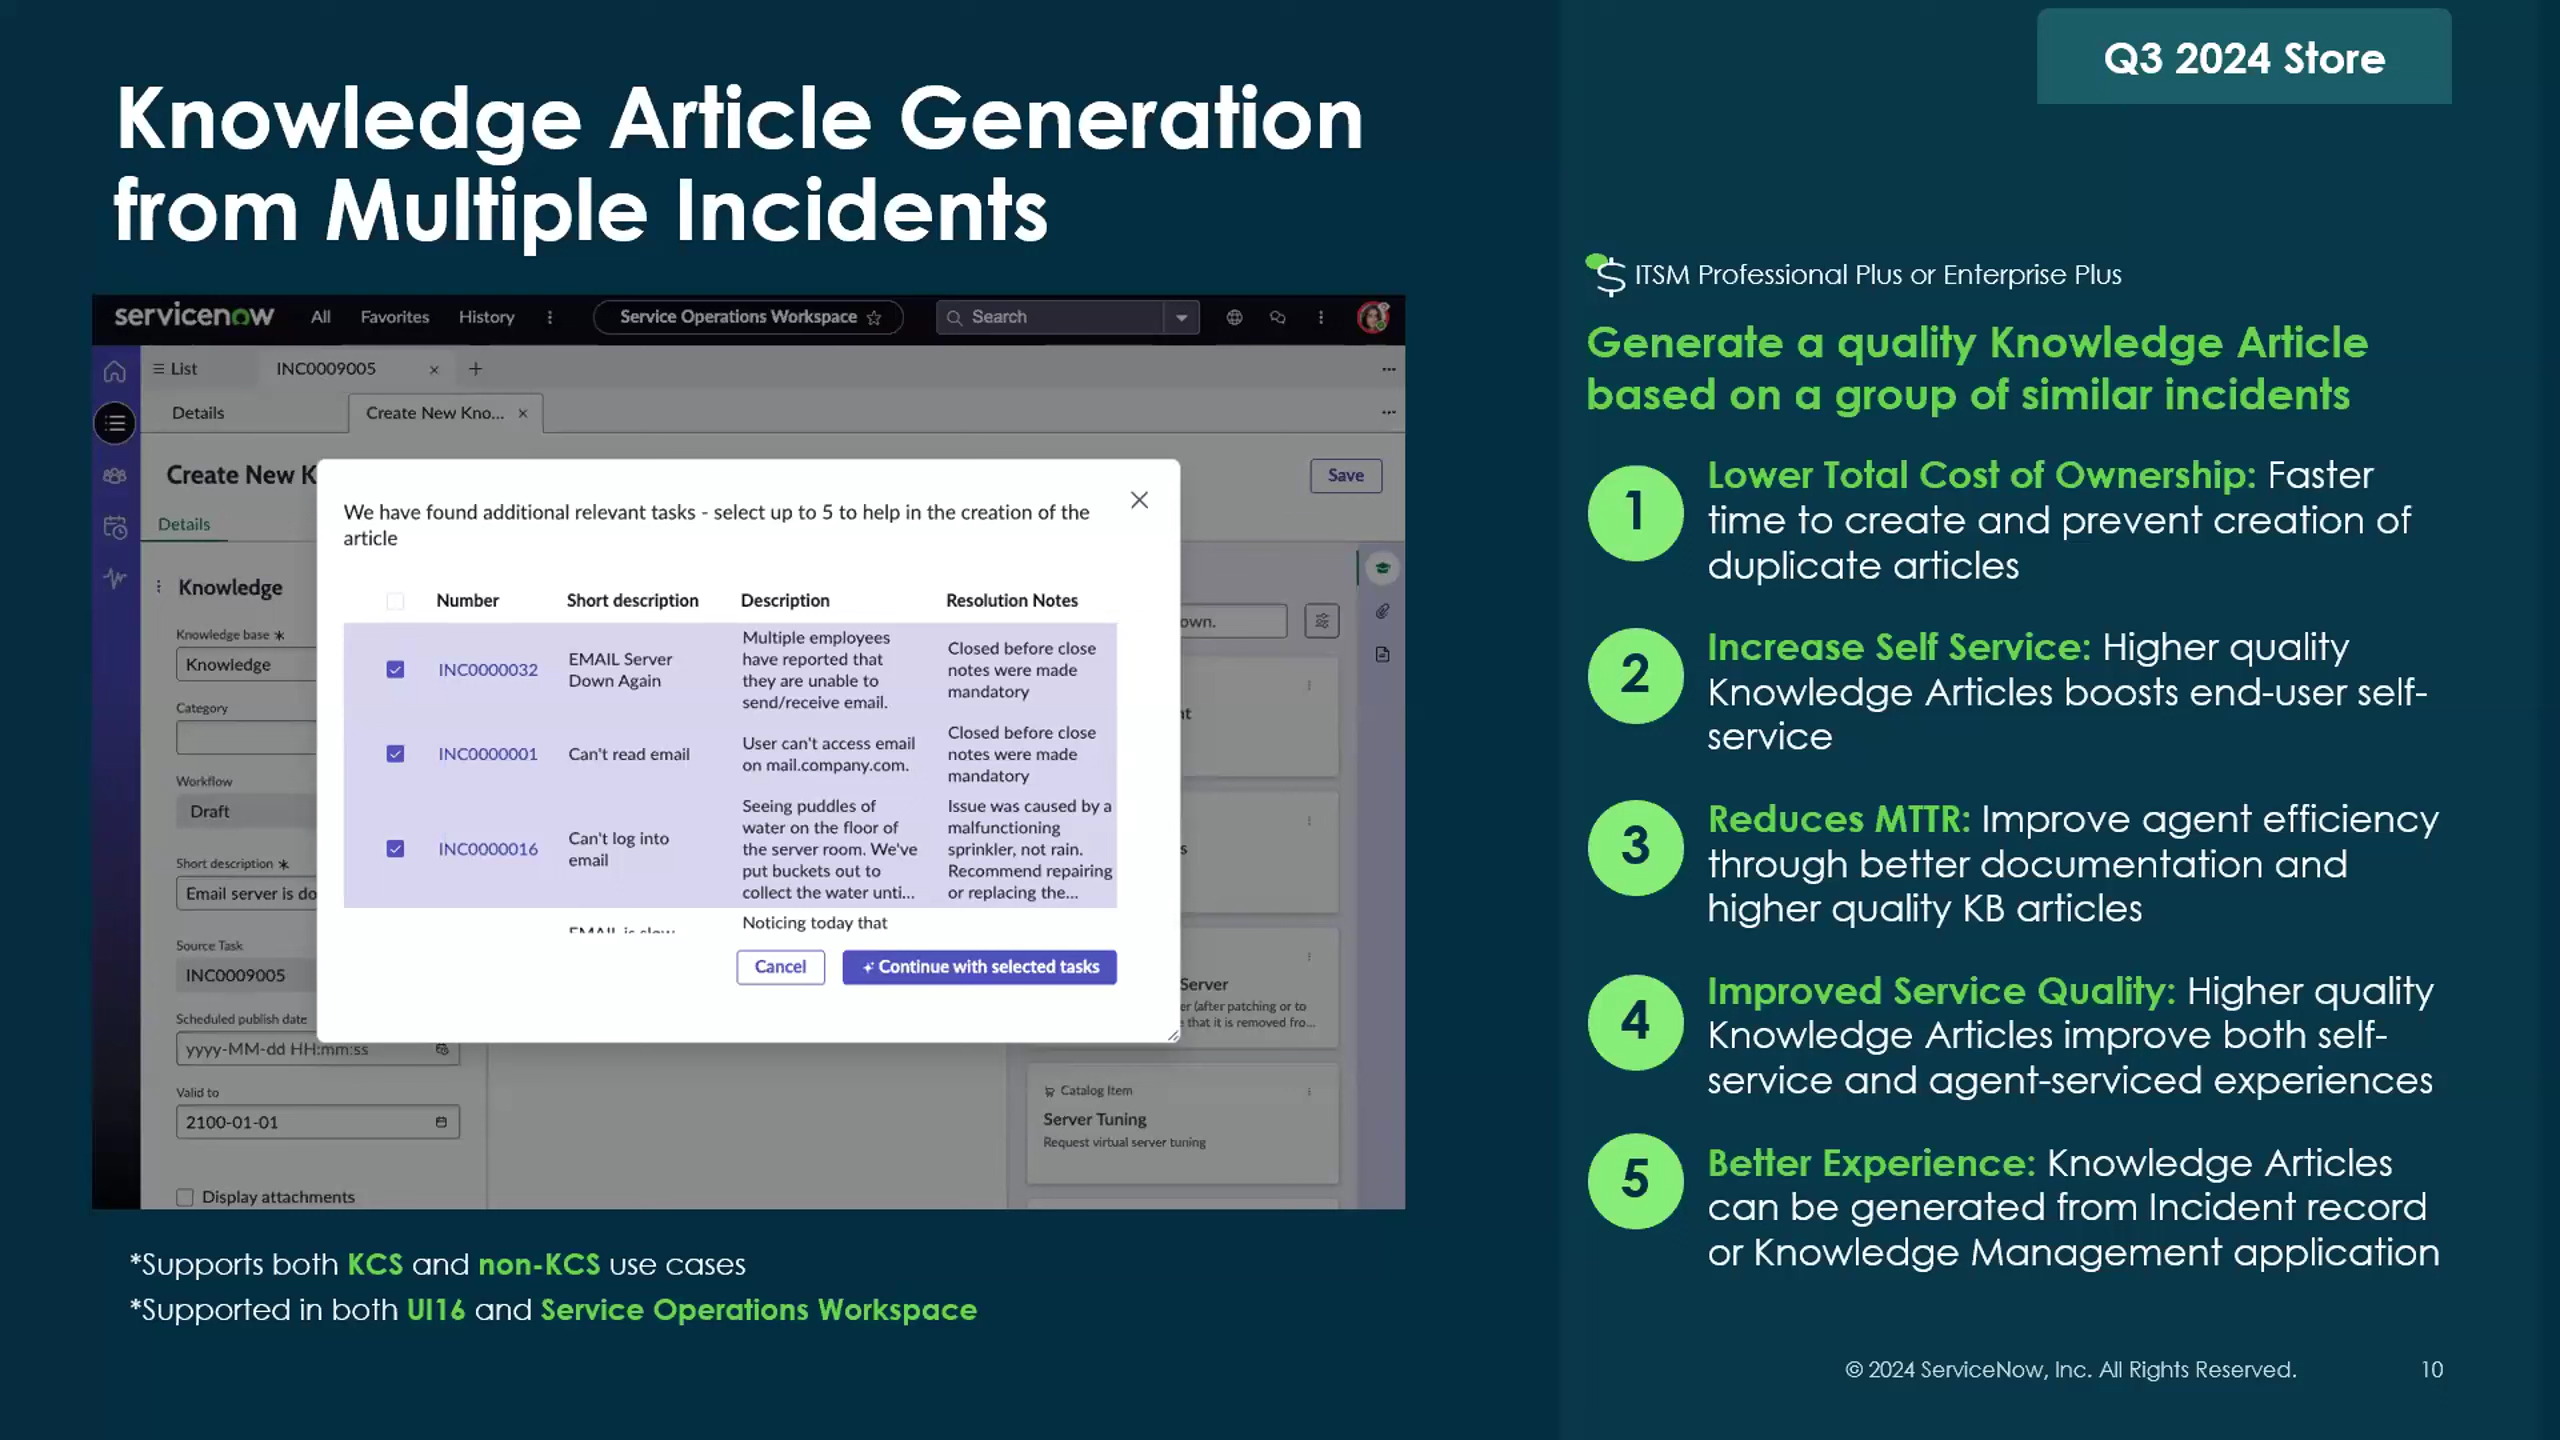 Q3 2024 Store
Knowledge Article Generation
from Multiple Incidents
servicenow All Favorites History Service Operations Workspace Search
List INC0009005
Details Create New Kno...
Create New K
Save
Details
Knowledge
Knowledge base *
Knowledge
Category
Workflow
Draft
Short description *
Email server is do
Source Task
INC0009005
Scheduled publish date
yyyy-MM-dd HH:mm:ss
Valid to
2100-01-01
Display attachments
We have found additional relevant tasks - select up to 5 to help in the creation of the
article
Number Short description Description Resolution Notes
INC0000032
EMAIL Server
Down Again
Multiple employees
have reported that
they are unable to
send/receive email.
Closed before close
notes were made
mandatory
INC0000001
Can't read email
User can't access email
on mail.company.com.
Closed before close
notes were made
mandatory
INC0000016
Can't log into
email
Seeing puddles of
water on the floor of
the server room. We've
put buckets out to
collect the water unti...
Issue was caused by a
malfunctioning
sprinkler, not rain.
Recommend repairing
or replacing the...
EMAIL is slow
Noticing today that
Cancel
Continue with selected tasks
own.
nt
s
Server
er (after patching or to
that it is removed fro...
Catalog Item
Server Tuning
Request virtual server tuning
*Supports both KCS and non-KCS use cases
*Supported in both UI16 and Service Operations Workspace
$ ITSM Professional Plus or Enterprise Plus
Generate a quality Knowledge Article
based on a group of similar incidents
1
Lower Total Cost of Ownership: Faster
time to create and prevent creation of
duplicate articles
2
Increase Self Service: Higher quality
Knowledge Articles boosts end-user self-
service
3
Reduces MTTR: Improve agent efficiency
through better documentation and
higher quality KB articles
4
Improved Service Quality: Higher quality
Knowledge Articles improve both self-
service and agent-serviced experiences
5
Better Experience: Knowledge Articles
can be generated from Incident record
or Knowledge Management application
© 2024 ServiceNow, Inc. All Rights Reserved. 10